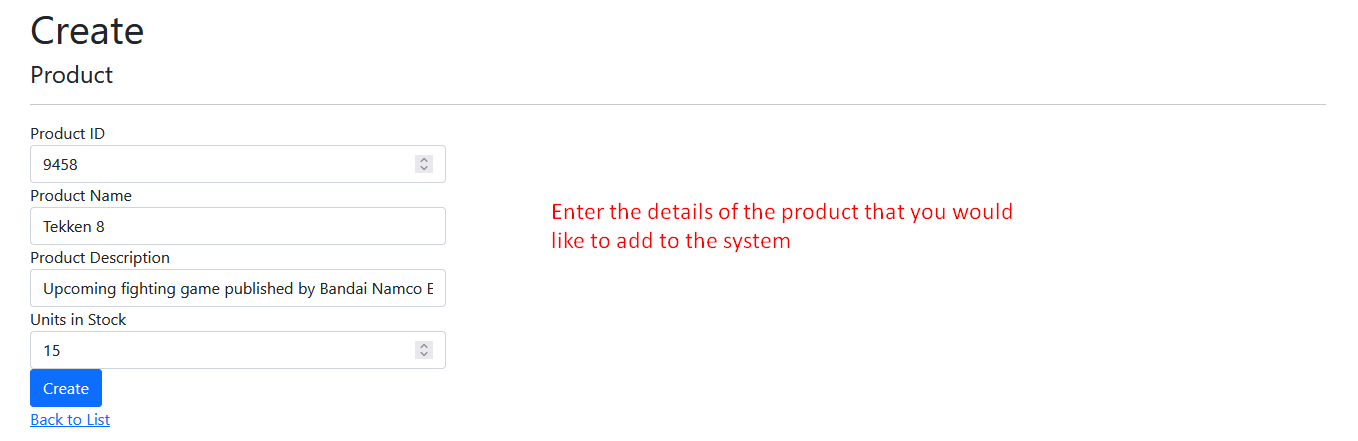 Create
Product
Product ID
9458
Product Name
Tekken 8
Enter the details of the product that you would
like to add to the system
Product Description
Upcoming fighting game published by Bandai Namco E
Units in Stock
15
Create
Back to List